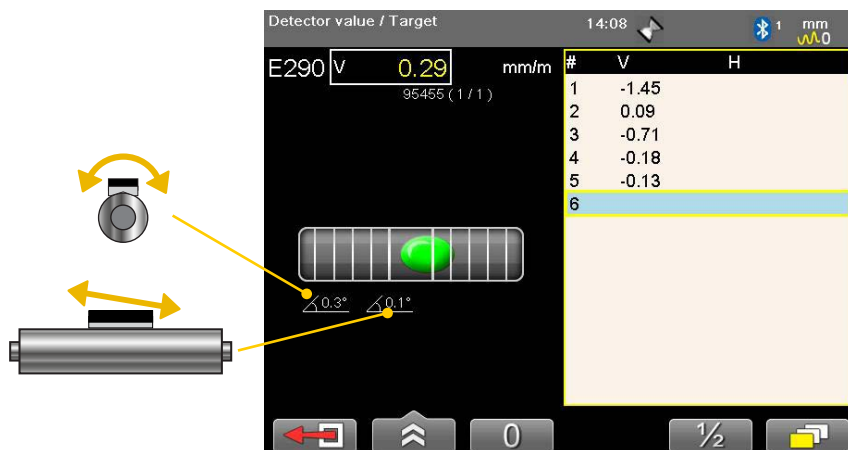 Detector value / Target 14:08 1 mm
0
E290 V 0.29 mm/m
95455 ( 1 / 1 )
# V H
1 -1.45
2 0.09
3 -0.71
4 -0.18
5 -0.13
6
0.3° 0.1°
0 ½